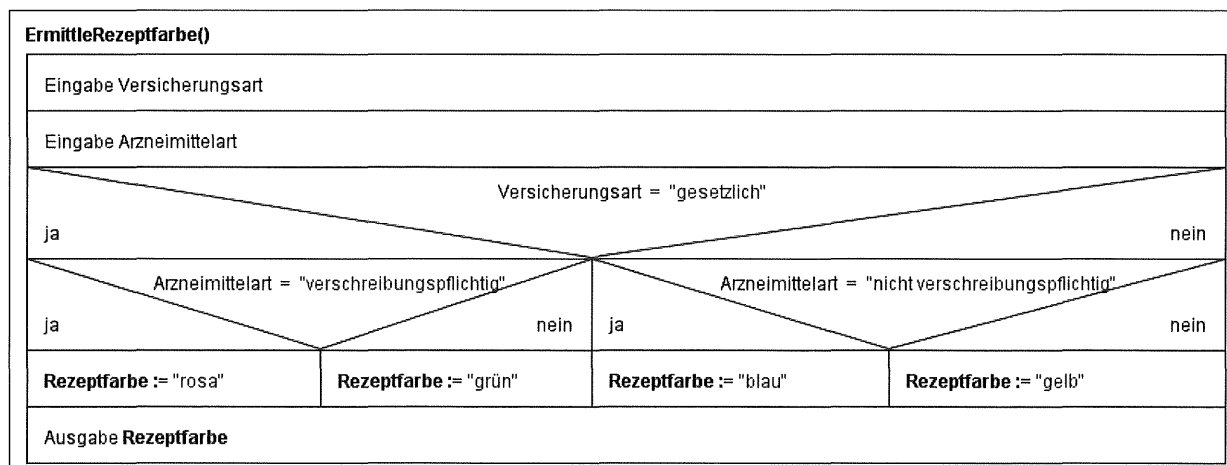 ErmittleRezeptfarbe()
Eingabe Versicherungsart
Eingabe Arzneimittelart
Versicherungsart = "gesetzlich"
ja nein
Arzneimittelart = "verschreibungspflichtig" Arzneimittelart = "nicht verschreibungspflichtig"
ja nein ja nein
Rezeptfarbe := "rosa" Rezeptfarbe := "grün" Rezeptfarbe := "blau" Rezeptfarbe := "gelb"
Ausgabe Rezeptfarbe